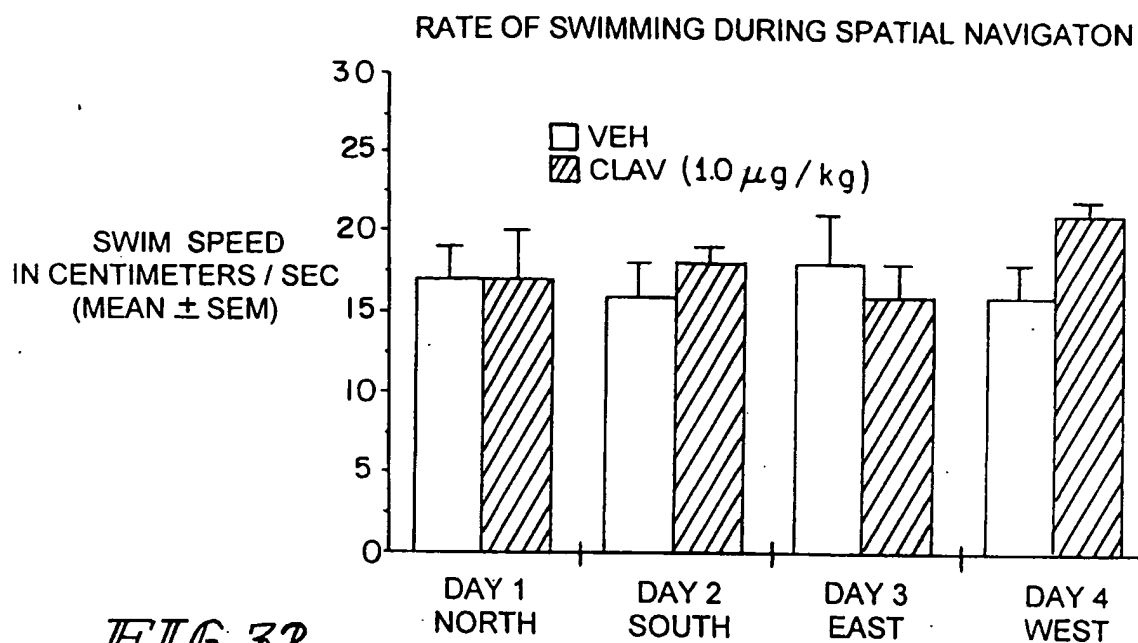 RATE OF SWIMMING DURING SPATIAL NAVIGATON
30
25
20
15
10
5
0
VEH
CLAV (1.0 µg / kg)
SWIM SPEED
IN CENTIMETERS / SEC
(MEAN ± SEM)
DAY 1
NORTH
DAY 2
SOUTH
DAY 3
EAST
DAY 4
WEST